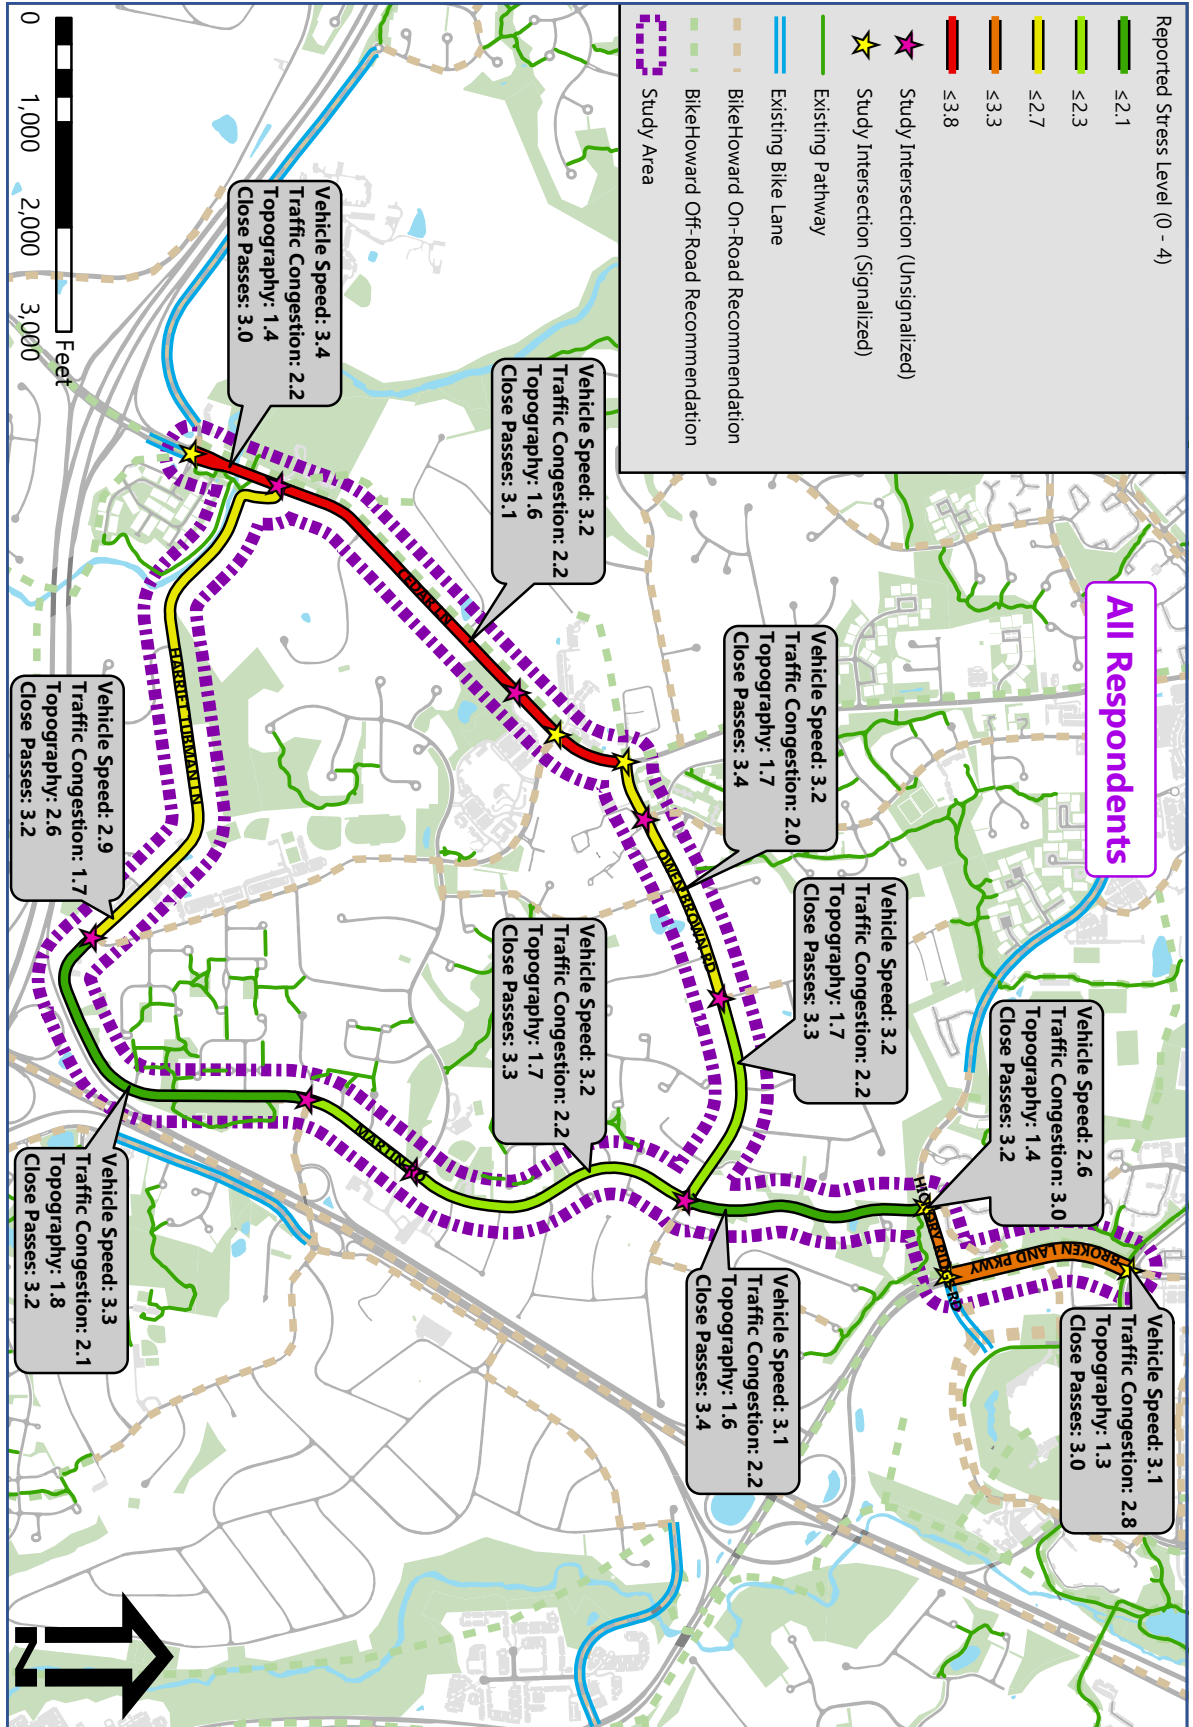 Reported Stress Level (0 - 4)
≤2.1
≤2.3
≤2.7
≤3.3
≤3.8
Study Intersection (Unsignalized)
Study Intersection (Signalized)
Existing Pathway
Existing Bike Lane
BikeHoward On-Road Recommendation
BikeHoward Off-Road Recommendation
Study Area
All Respondents
Vehicle Speed: 3.1
Traffic Congestion: 2.8
Topography: 1.3
Close Passes: 3.0
Vehicle Speed: 2.6
Traffic Congestion: 3.0
Topography: 1.4
Close Passes: 3.2
BROKEN LAND PKWY
HICKORY RIDGE RD
Vehicle Speed: 3.2
Traffic Congestion: 2.2
Topography: 1.7
Close Passes: 3.3
Vehicle Speed: 3.2
Traffic Congestion: 2.0
Topography: 1.7
Close Passes: 3.4
OWEN BROWN RD
Vehicle Speed: 3.1
Traffic Congestion: 2.2
Topography: 1.6
Close Passes: 3.4
Vehicle Speed: 3.2
Traffic Congestion: 2.2
Topography: 1.6
Close Passes: 3.1
CEDAR LN
Vehicle Speed: 3.2
Traffic Congestion: 2.2
Topography: 1.7
Close Passes: 3.3
MARTIN RD
Vehicle Speed: 3.4
Traffic Congestion: 2.2
Topography: 1.4
Close Passes: 3.0
HARRIET TUBMAN LN
Vehicle Speed: 2.9
Traffic Congestion: 1.7
Topography: 2.6
Close Passes: 3.2
Vehicle Speed: 3.3
Traffic Congestion: 2.1
Topography: 1.8
Close Passes: 3.2
Feet
0 1,000 2,000 3,000
N